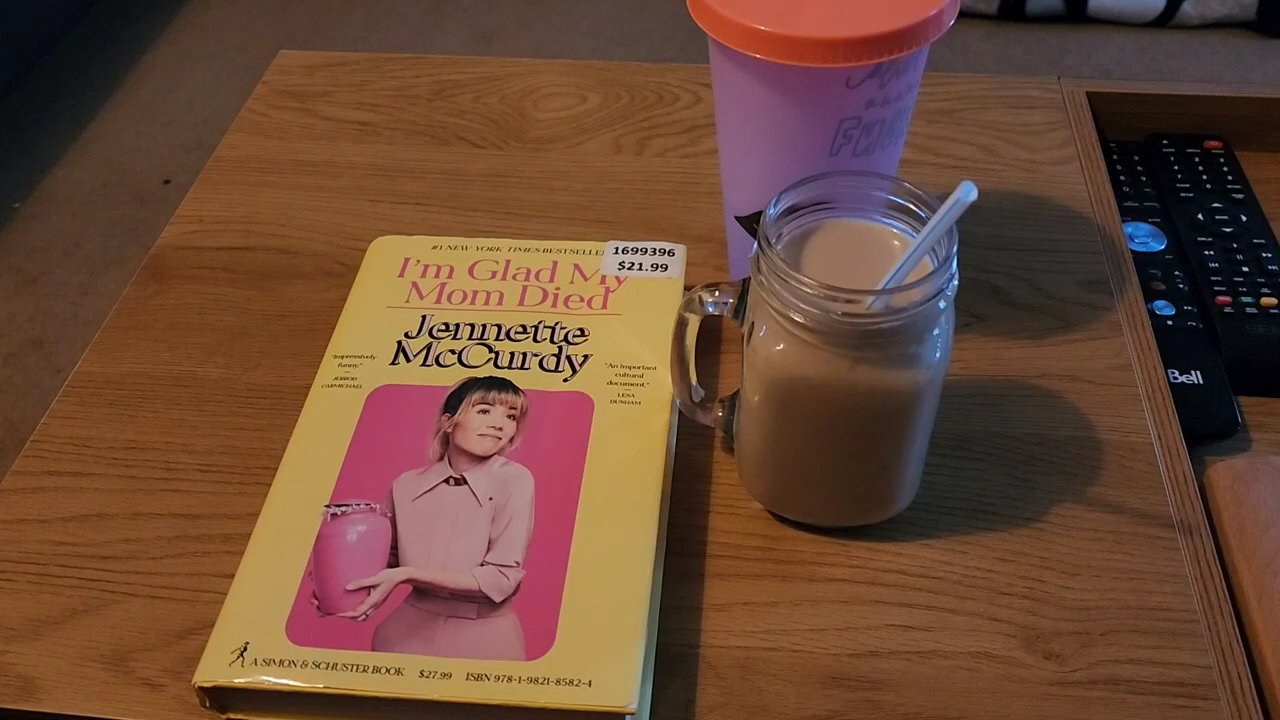 #1 NEW YORK TIMES BESTSELLE
1699396
$21.99
I'm Glad My
Mom Died
Jennette
McCurdy
"Impressively
funny."
—
JERROD
CARMICHAEL
"An important
cultural
document."
—
LENA
DUNHAM
A SIMON & SCHUSTER BOOK $27.99 ISBN 978-1-9821-8582-4
Bell